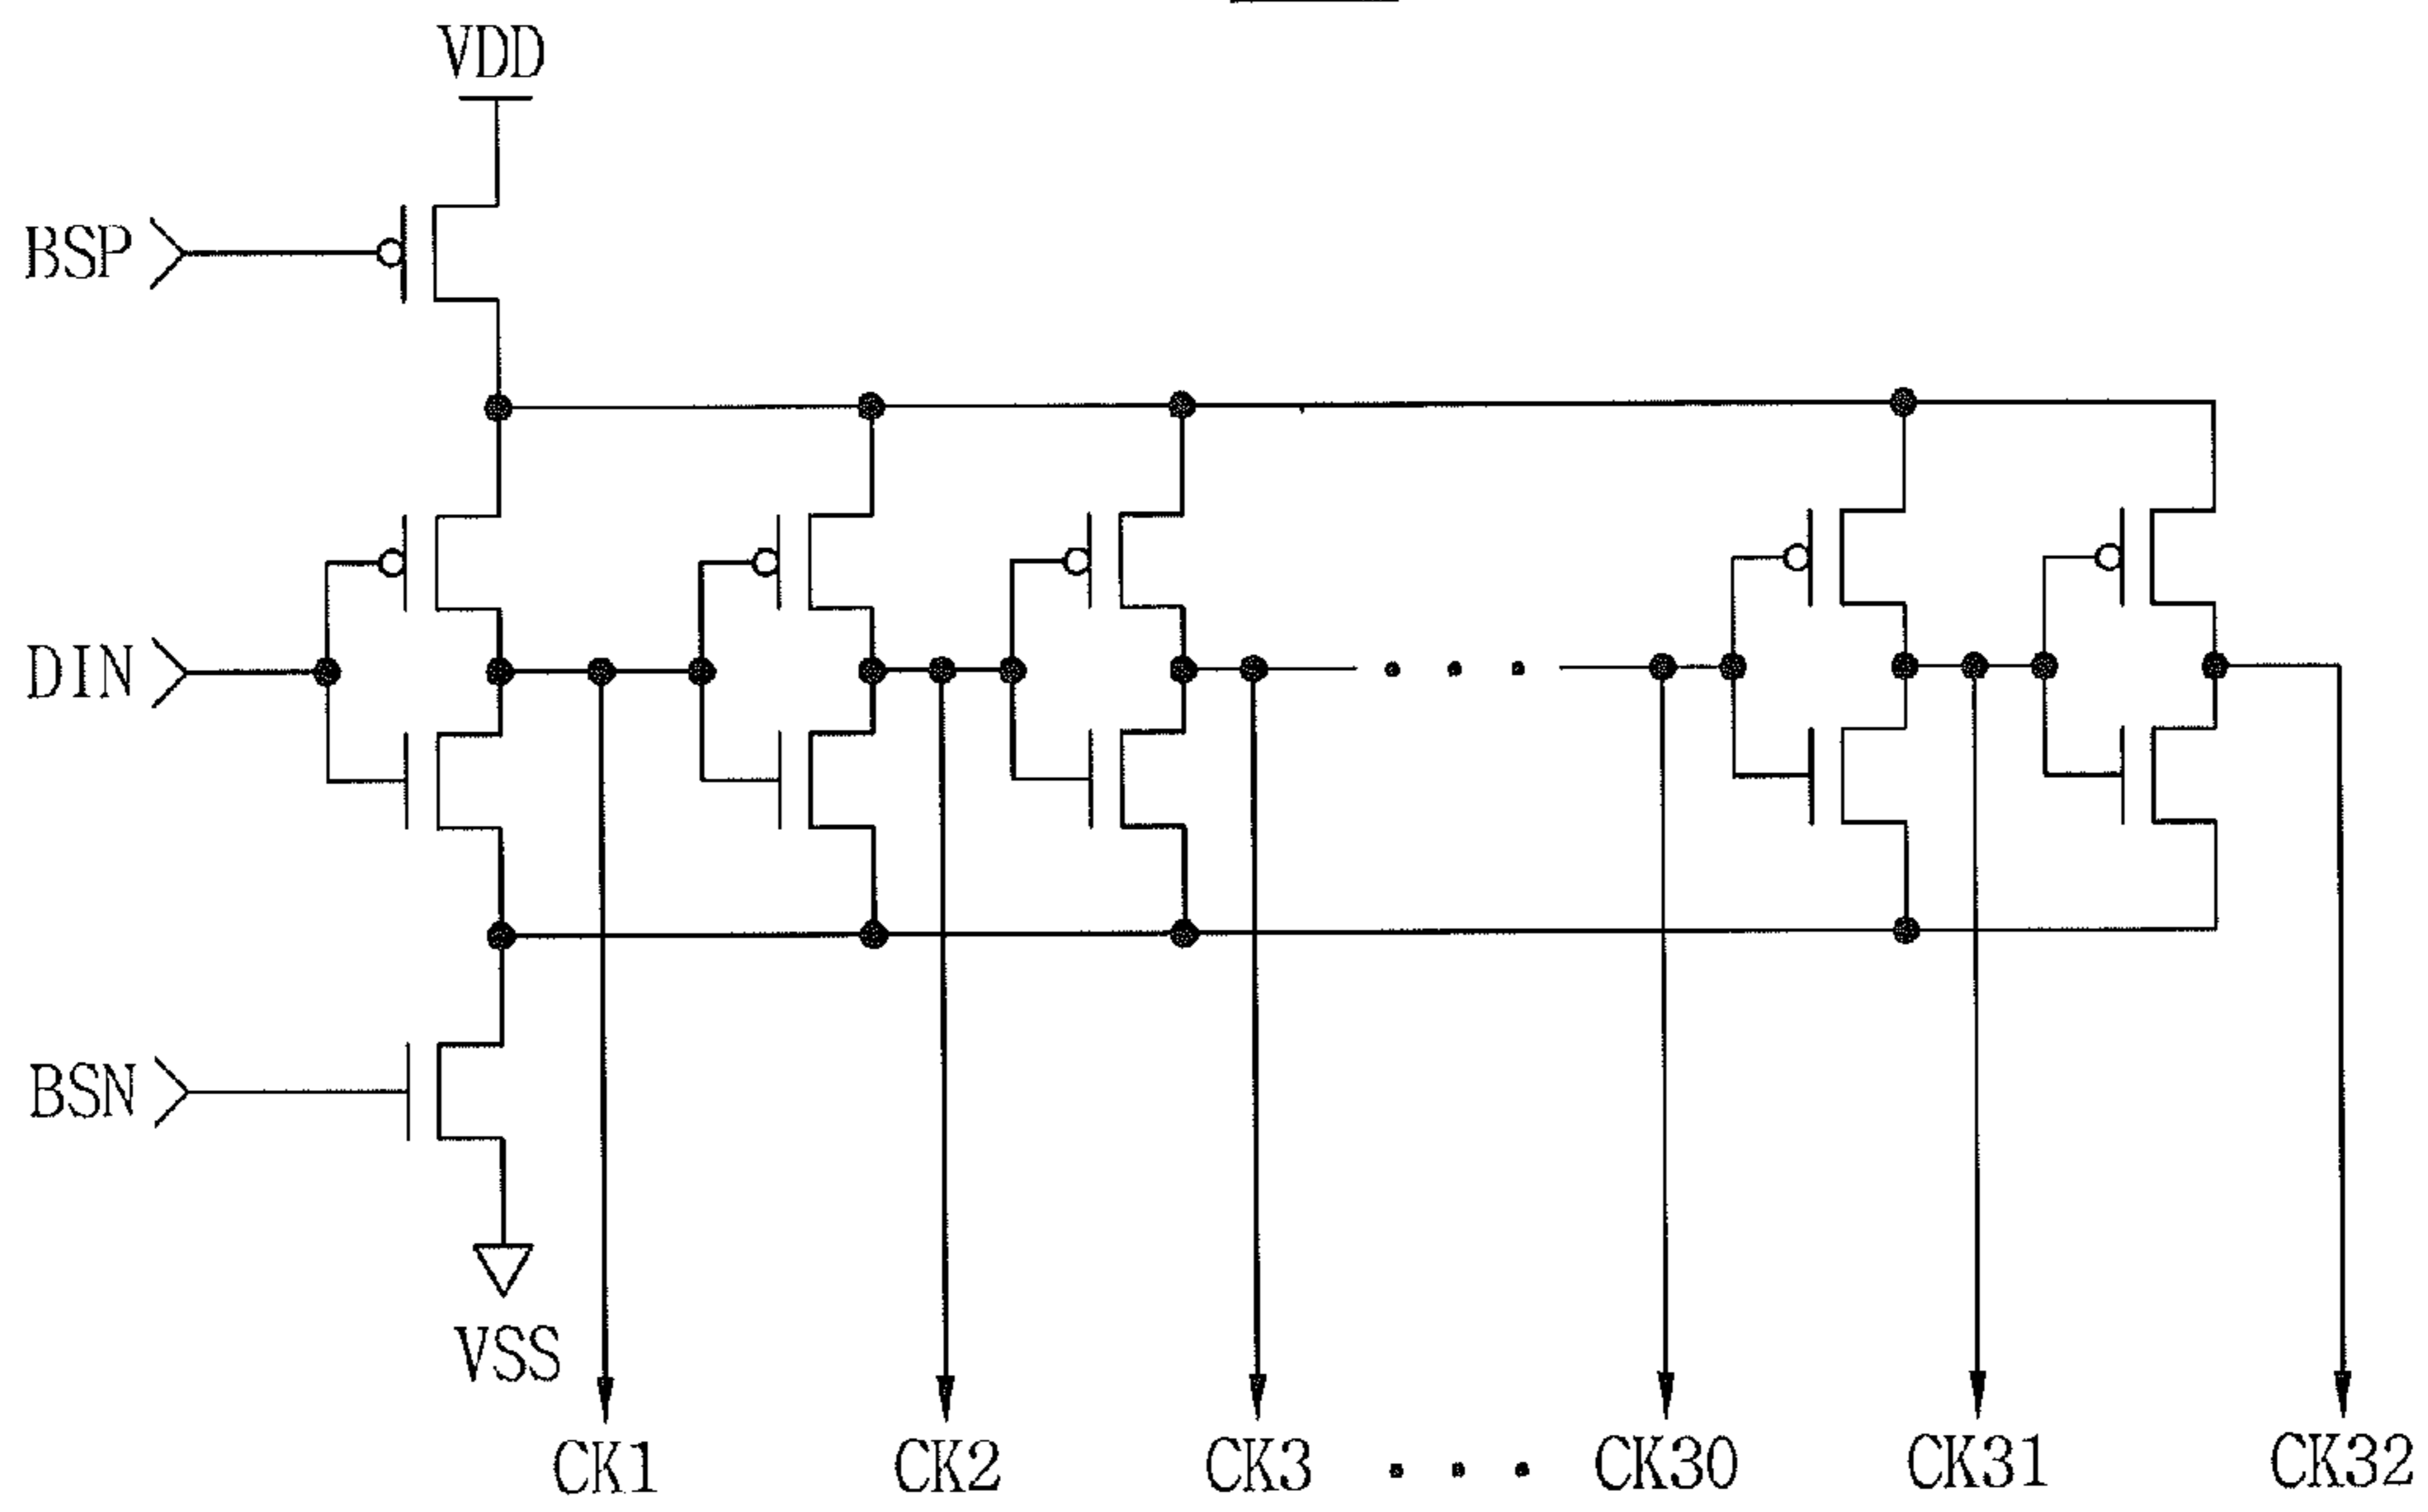 VDD
BSP
DIN
BSN
VSS
CK1 CK2 CK3 . . . CK30 CK31 CK32